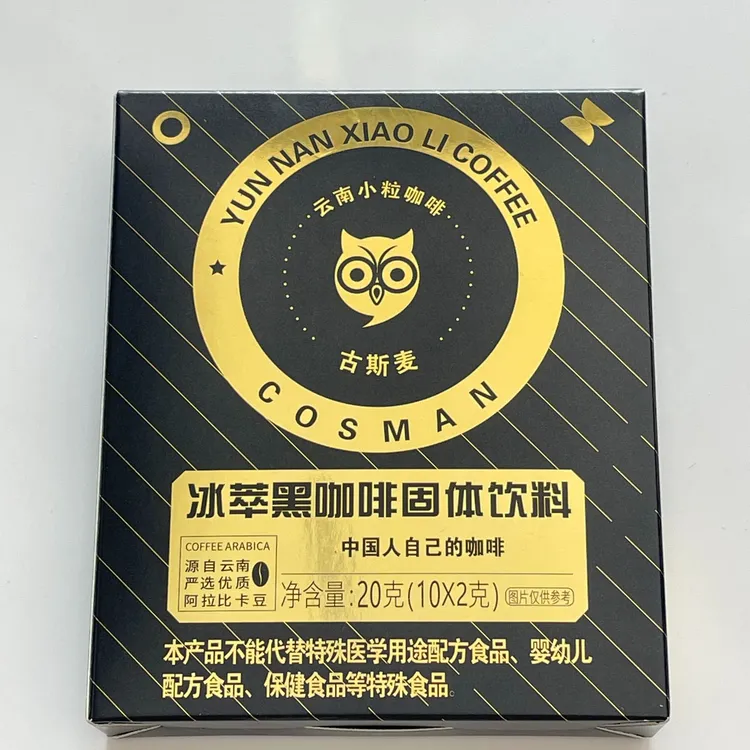 YUN NAN XIAO LI COFFEE
云南小粒咖啡
古斯麦
COSMAN
冰萃黑咖啡固体饮料
中国人自己的咖啡
COFFEE ARABICA
源自云南
严选优质
阿拉比卡豆
净含量:20克(10X2克)
图片仅供参考
本产品不能代替特殊医学用途配方食品、婴幼儿
配方食品、保健食品等特殊食品。